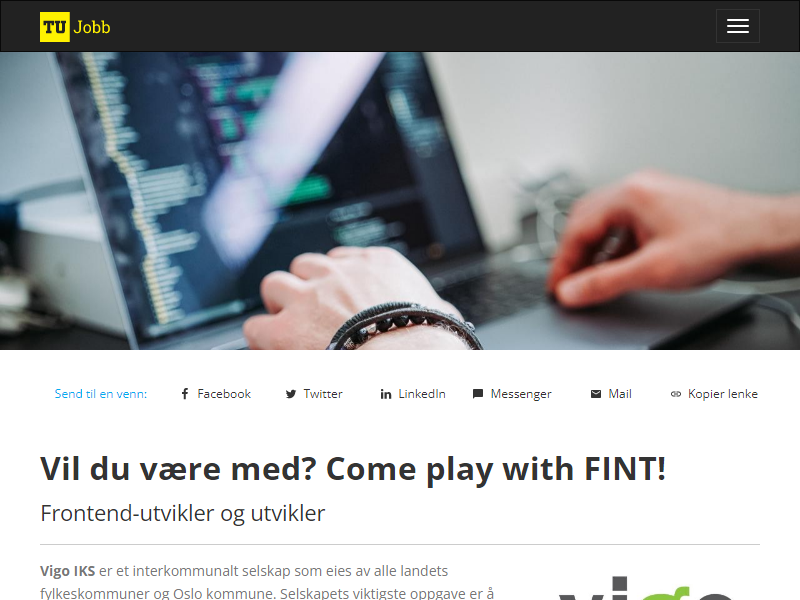 TU Jobb
Send til en venn:
Facebook
Twitter
LinkedIn
Messenger
Mail
Kopier lenke
Vil du være med? Come play with FINT!
Frontend-utvikler og utvikler
Vigo IKS er et interkommunalt selskap som eies av alle landets
fylkeskommuner og Oslo kommune. Selskapets viktigste oppgave er å
vigo